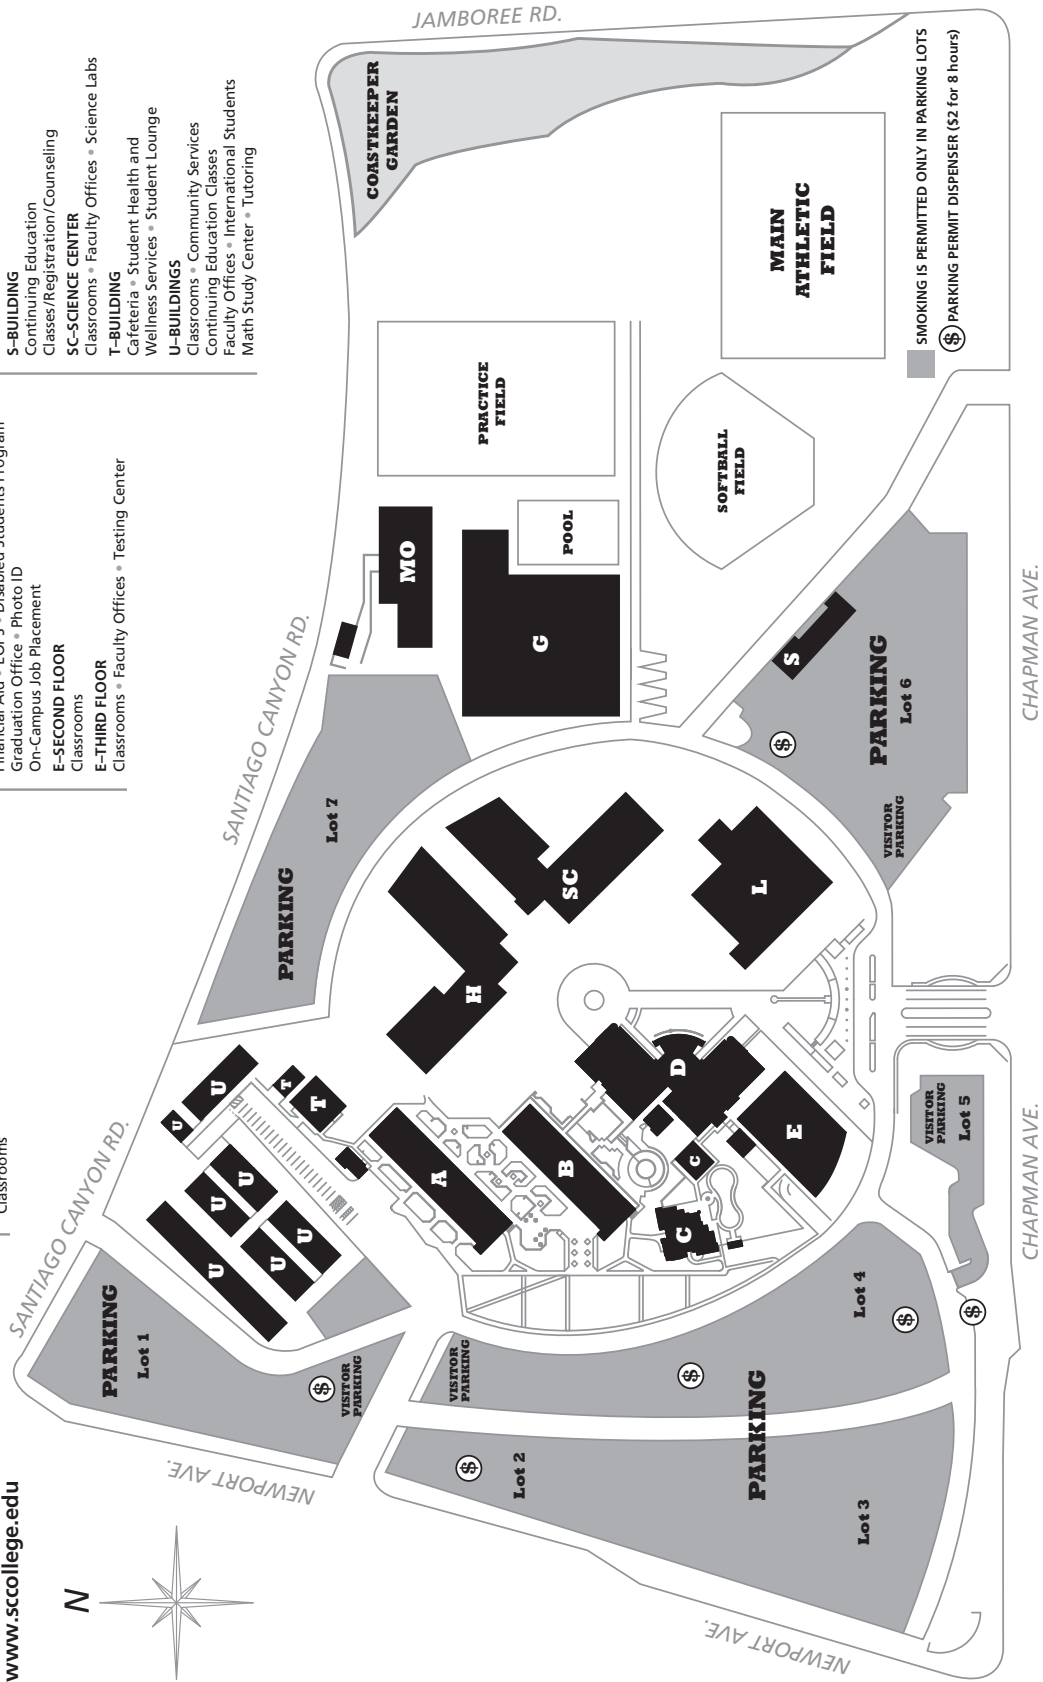 www.sccollege.edu
N
Classrooms
Graduation Office • Photo ID
On-Campus Job Placement
E–SECOND FLOOR
Classrooms
E–THIRD FLOOR
Classrooms • Faculty Offices • Testing Center
S–BUILDING
Continuing Education
Classes/Registration/Counseling
SC–SCIENCE CENTER
Classrooms • Faculty Offices • Science Labs
T–BUILDING
Cafeteria • Student Health and
Wellness Services • Student Lounge
U–BUILDINGS
Classrooms • Community Services
Continuing Education Classes
Faculty Offices • International Students
Math Study Center • Tutoring
SANTIAGO CANYON RD.
SANTIAGO CANYON RD.
JAMBOREE RD.
NEWPORT AVE.
NEWPORT AVE.
CHAPMAN AVE.
CHAPMAN AVE.
PARKING
Lot 1
$
VISITOR
PARKING
U
U
U
U
U
U
U
T
T
PARKING
Lot 7
MO
G
POOL
PRACTICE
FIELD
COASTKEEPER
GARDEN
MAIN
ATHLETIC
FIELD
SOFTBALL
FIELD
A
B
C
C
D
E
H
SC
L
S
VISITOR
PARKING
$
Lot 2
$
PARKING
Lot 3
Lot 4
$
$
VISITOR
PARKING
Lot 5
$
PARKING
Lot 6
VISITOR
PARKING
SMOKING IS PERMITTED ONLY IN PARKING LOTS
$ PARKING PERMIT DISPENSER ($2 for 8 hours)